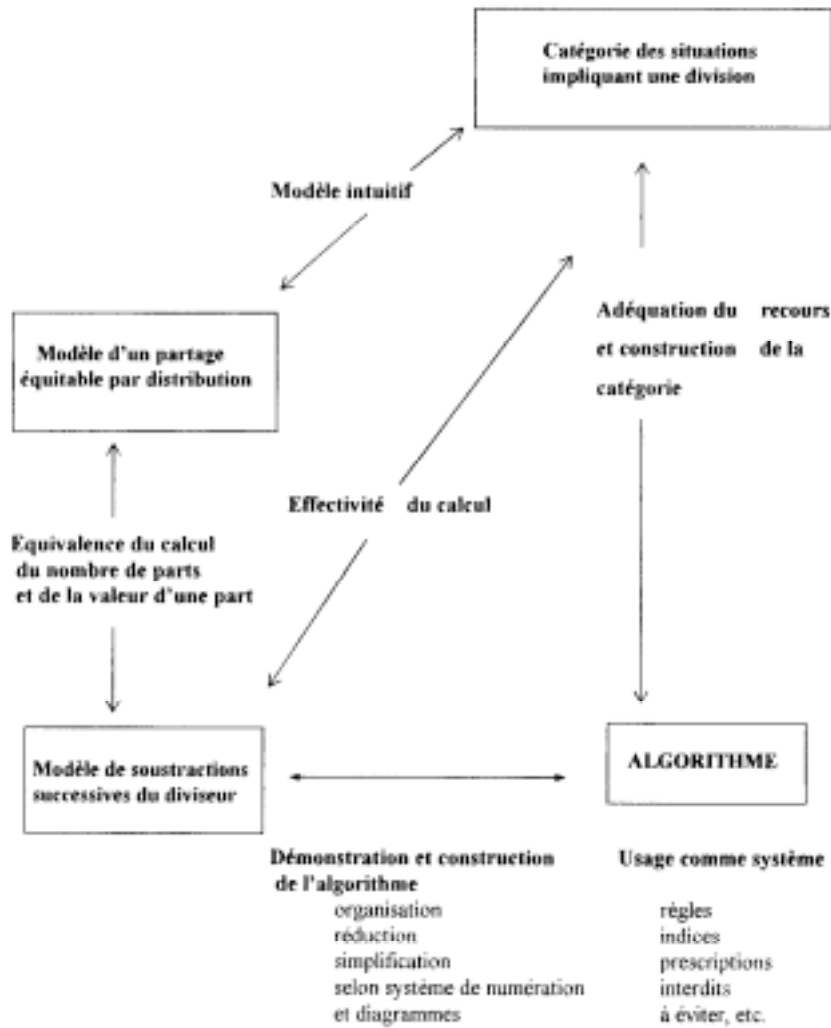 Catégorie des situations
impliquant une division
Modèle intuitif
Adéquation du recours
et construction de la
catégorie
Modèle d'un partage
équitable par distribution
Effectivité du calcul
Equivalence du calcul
du nombre de parts
et de la valeur d'une part
Modèle de soustractions
successives du diviseur
ALGORITHME
Démonstration et construction
de l'algorithme
organisation
réduction
simplification
selon système de numération
et diagrammes
Usage comme système
règles
indices
prescriptions
interdits
à éviter, etc.